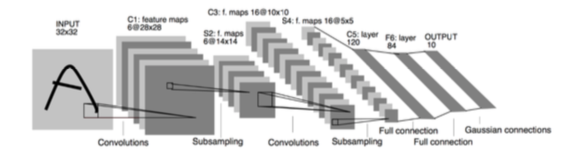 INPUT
32x32
C1: feature maps
6@28x28
S2: f. maps
6@14x14
C3: f. maps 16@10x10
S4: f. maps 16@5x5
C5: layer
120
F6: layer
84
OUTPUT
10
A
Convolutions
Subsampling
Convolutions
Subsampling
Full connection
Full connection
Gaussian connections